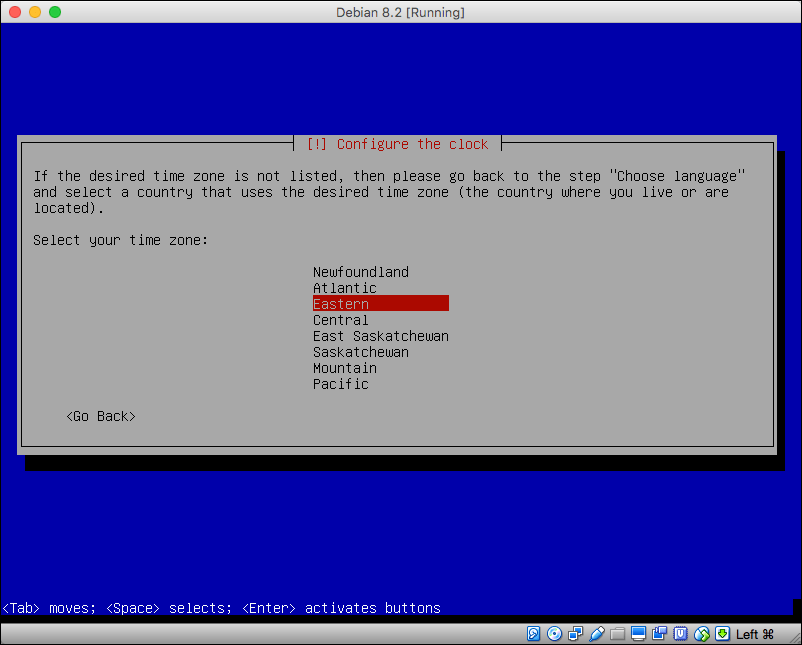 Debian 8.2 [Running]
[!] Configure the clock
If the desired time zone is not listed, then please go back to the step "Choose language"
and select a country that uses the desired time zone (the country where you live or are
located).
Select your time zone:
Newfoundland
Atlantic
Eastern
Central
East Saskatchewan
Saskatchewan
Mountain
Pacific
<Go Back>
<Tab> moves; <Space> selects; <Enter> activates buttons
Left ⌘